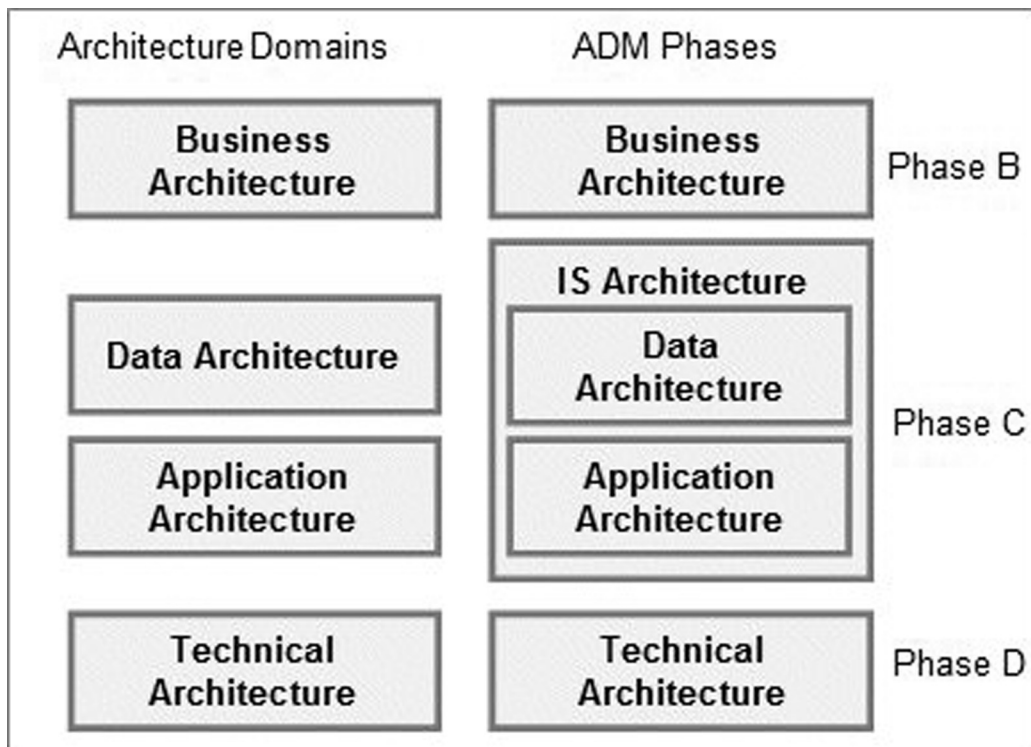 Architecture Domains
ADM Phases
Business
Architecture
Business
Architecture
Phase B
IS Architecture
Data Architecture
Data
Architecture
Phase C
Application
Architecture
Application
Architecture
Technical
Architecture
Technical
Architecture
Phase D